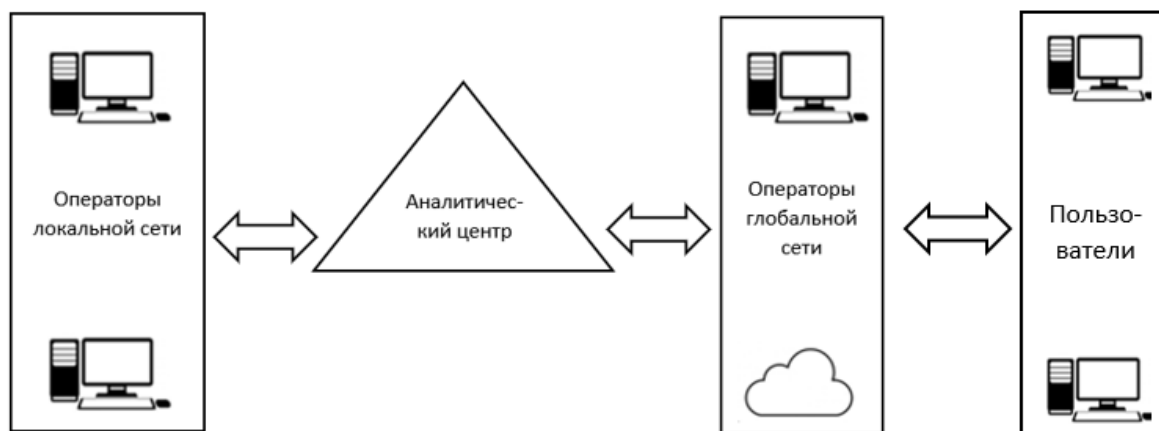 Операторы
локальной сети
Аналитичес-
кий центр
Операторы
глобальной
сети
Пользо-
ватели